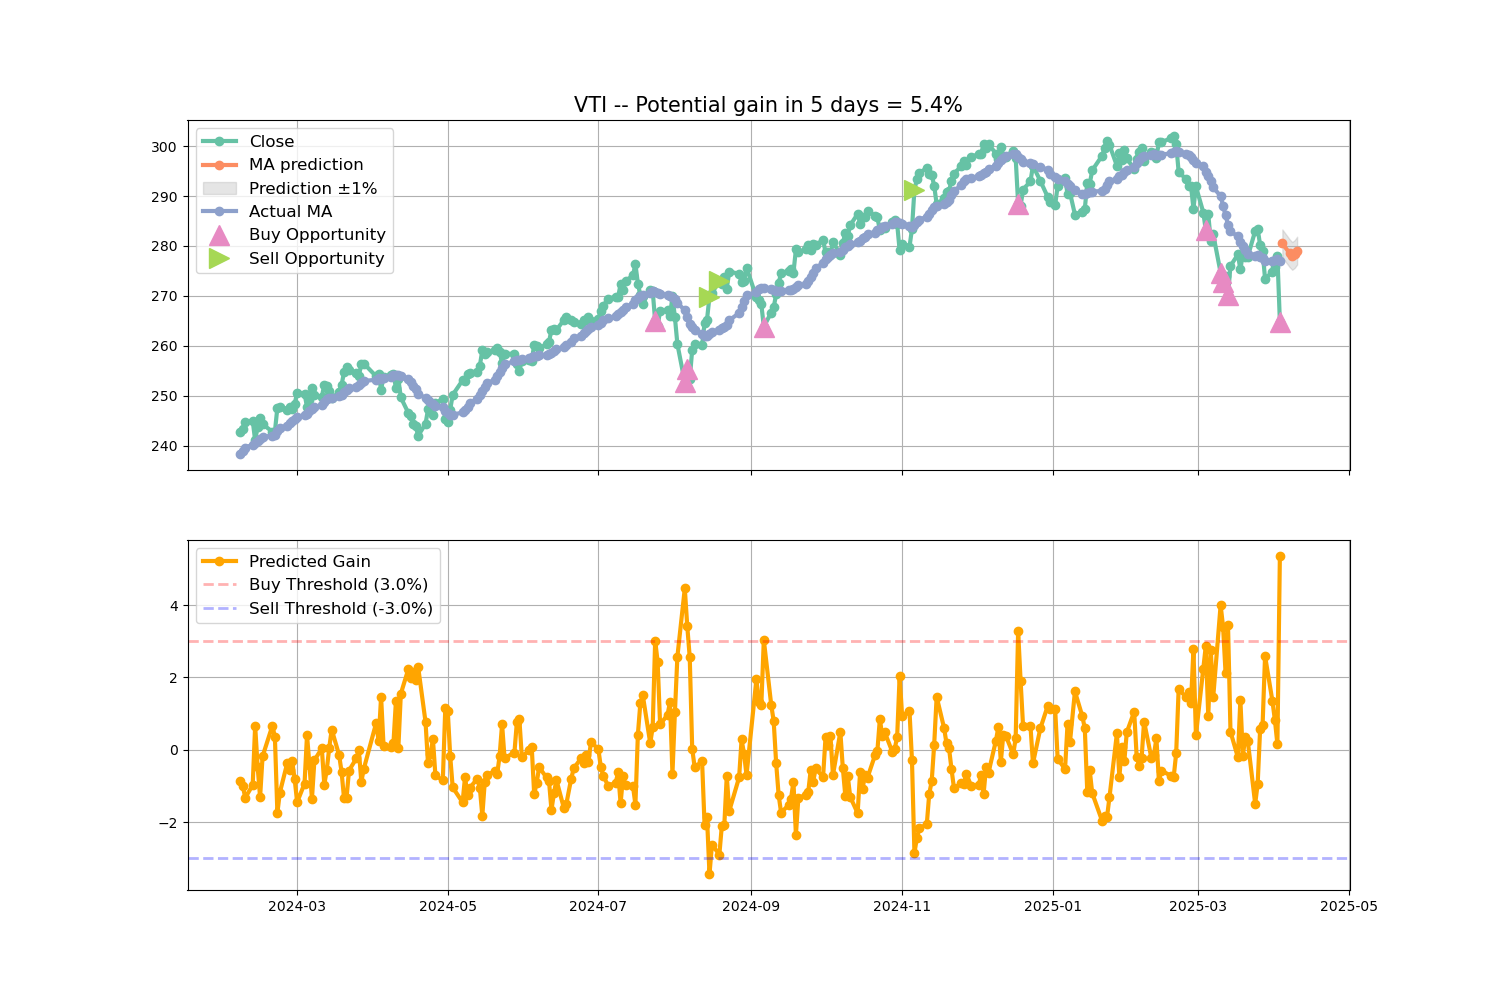 VTI -- Potential gain in 5 days = 5.4%
Close
MA prediction
Prediction ±1%
Actual MA
Buy Opportunity
Sell Opportunity
300
290
280
270
260
250
240
Predicted Gain
Buy Threshold (3.0%)
Sell Threshold (-3.0%)
4
2
0
−2
2024-03 2024-05 2024-07 2024-09 2024-11 2025-01 2025-03 2025-05